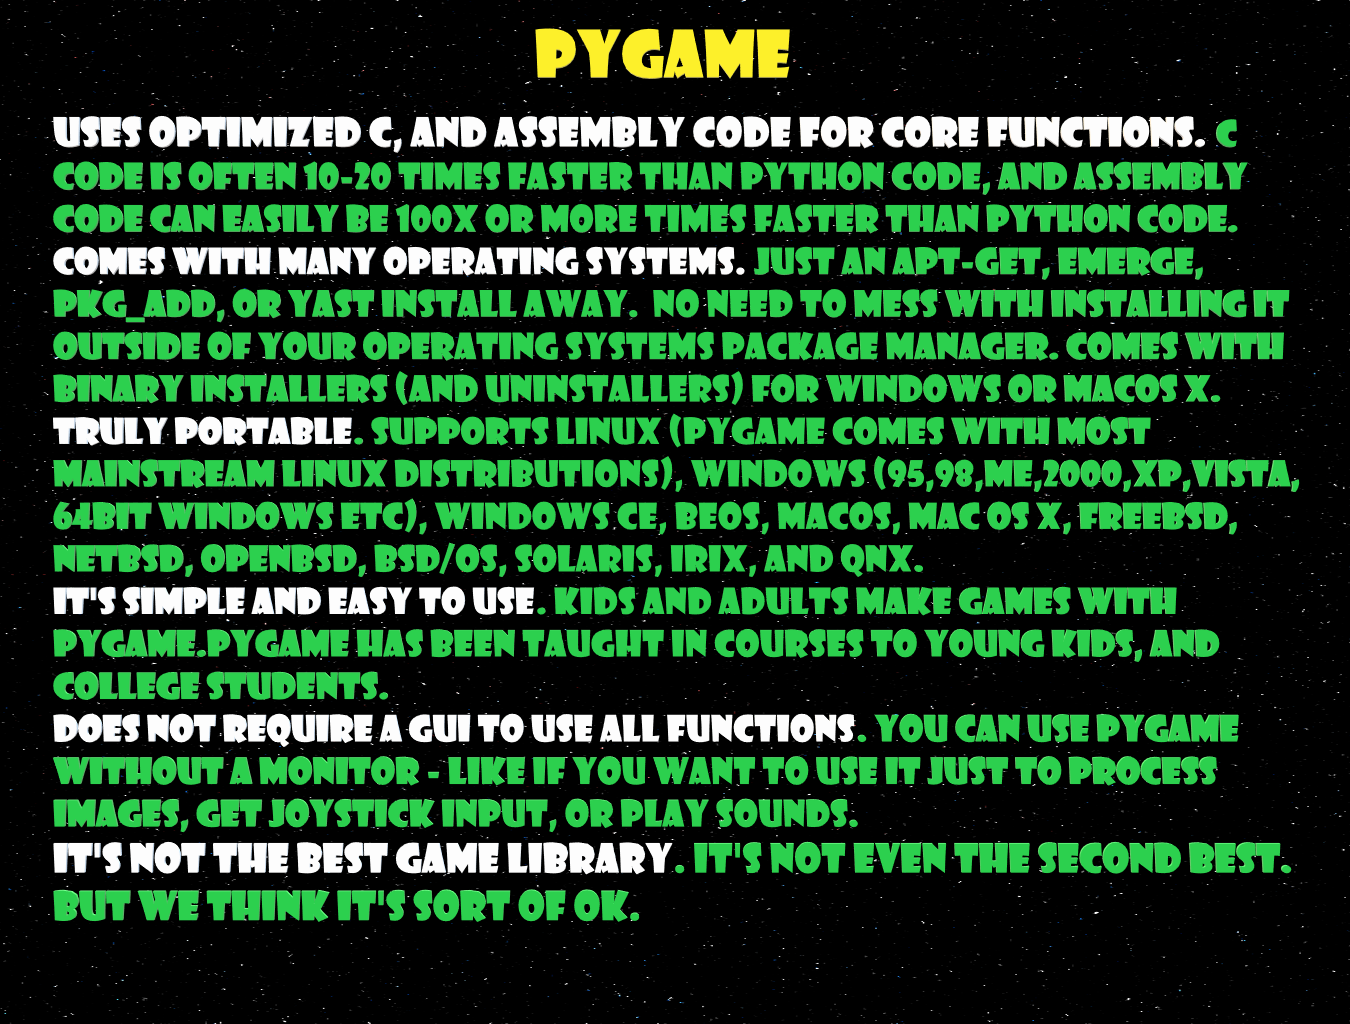 PYGAME
USES OPTIMIZED C, AND ASSEMBLY CODE FOR CORE FUNCTIONS. C
CODE IS OFTEN 10-20 TIMES FASTER THAN PYTHON CODE, AND ASSEMBLY
CODE CAN EASILY BE 100X OR MORE TIMES FASTER THAN PYTHON CODE.
COMES WITH MANY OPERATING SYSTEMS. JUST AN APT-GET, EMERGE,
PKG_ADD, OR YAST INSTALL AWAY. NO NEED TO MESS WITH INSTALLING IT
OUTSIDE OF YOUR OPERATING SYSTEMS PACKAGE MANAGER. COMES WITH
BINARY INSTALLERS (AND UNINSTALLERS) FOR WINDOWS OR MACOS X.
TRULY PORTABLE. SUPPORTS LINUX (PYGAME COMES WITH MOST
MAINSTREAM LINUX DISTRIBUTIONS), WINDOWS (95,98,ME,2000,XP,VISTA,
64BIT WINDOWS ETC), WINDOWS CE, BEOS, MACOS, MAC OS X, FREEBSD,
NETBSD, OPENBSD, BSD/OS, SOLARIS, IRIX, AND QNX.
IT'S SIMPLE AND EASY TO USE. KIDS AND ADULTS MAKE GAMES WITH
PYGAME.PYGAME HAS BEEN TAUGHT IN COURSES TO YOUNG KIDS, AND
COLLEGE STUDENTS.
DOES NOT REQUIRE A GUI TO USE ALL FUNCTIONS. YOU CAN USE PYGAME
WITHOUT A MONITOR - LIKE IF YOU WANT TO USE IT JUST TO PROCESS
IMAGES, GET JOYSTICK INPUT, OR PLAY SOUNDS.
IT'S NOT THE BEST GAME LIBRARY. IT'S NOT EVEN THE SECOND BEST.
BUT WE THINK IT'S SORT OF OK.